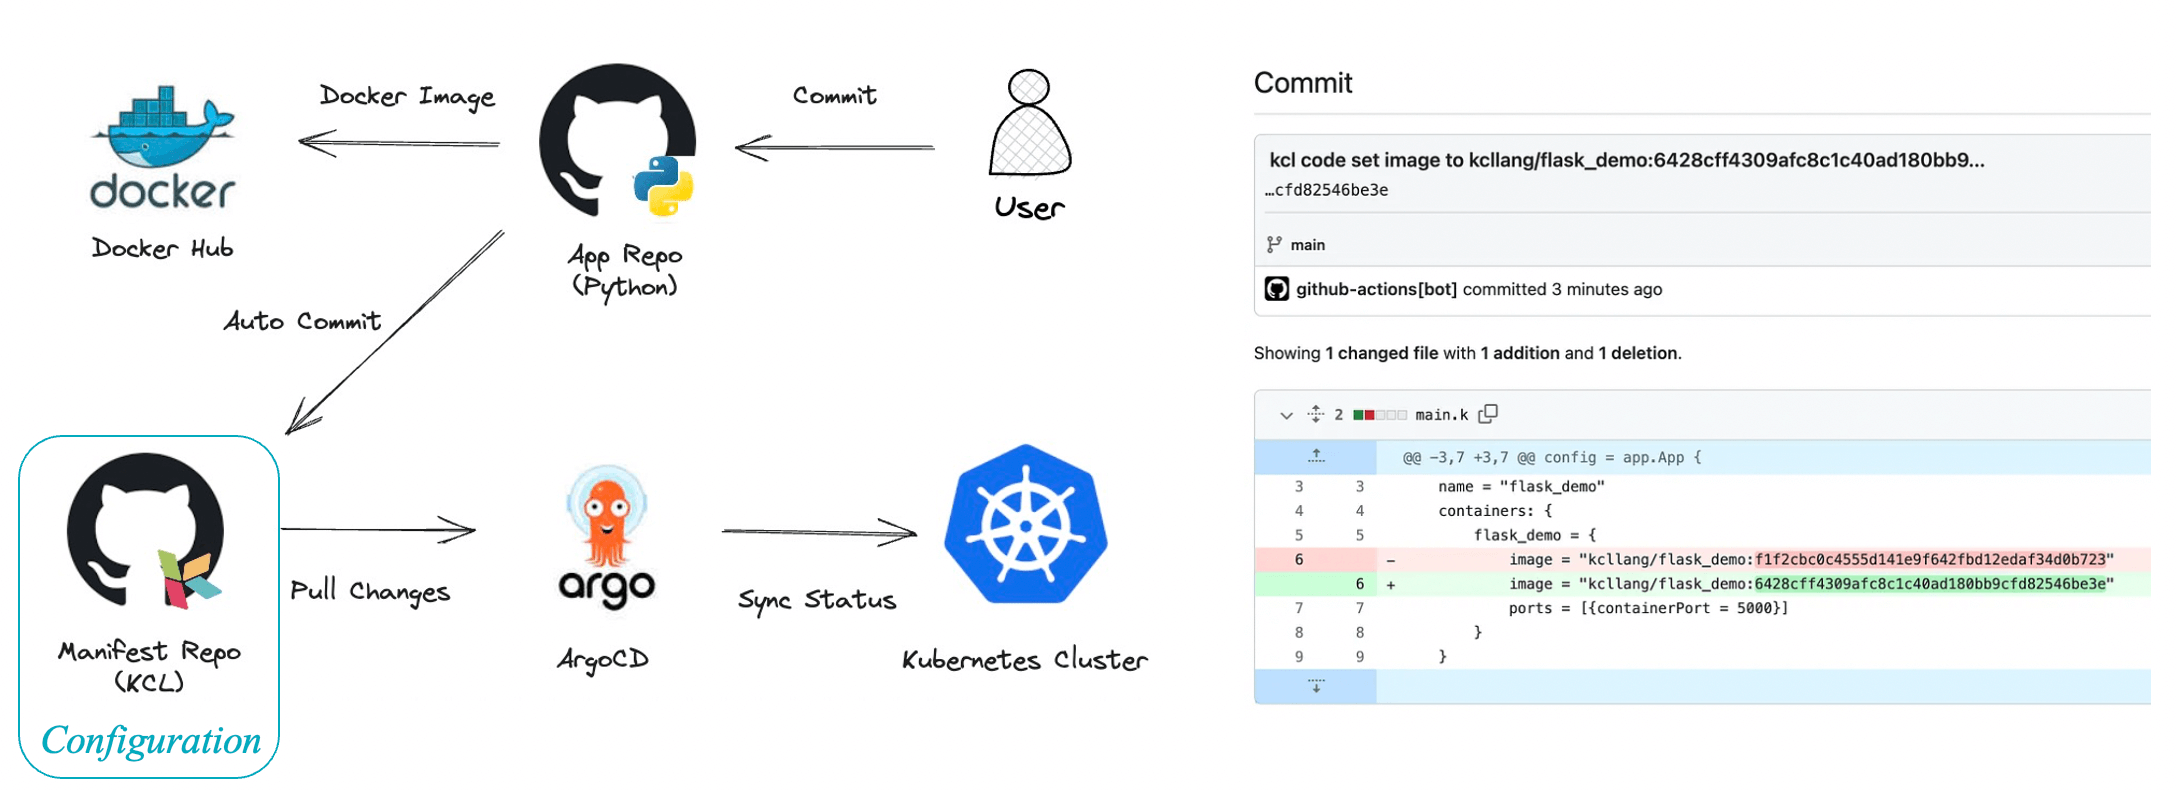 Docker Image
Commit
docker
Docker Hub
App Repo
(Python)
User
Auto Commit
Manifest Repo
(KCL)
Configuration
Pull Changes
argo
ArgoCD
Sync Status
Kubernetes Cluster
Commit
kcl code set image to kcllang/flask_demo:6428cff4309afc8c1c40ad180bb9...
…cfd82546be3e
main
github-actions[bot] committed 3 minutes ago
Showing 1 changed file with 1 addition and 1 deletion.
2 main.k
@@ -3,7 +3,7 @@ config = app.App {
3 3 name = "flask_demo"
4 4 containers: {
5 5 flask_demo = {
6 - image = "kcllang/flask_demo:f1f2cbc0c4555d141e9f642fbd12edaf34d0b723"
6 + image = "kcllang/flask_demo:6428cff4309afc8c1c40ad180bb9cfd82546be3e"
7 7 ports = [{containerPort = 5000}]
8 8 }
9 9 }